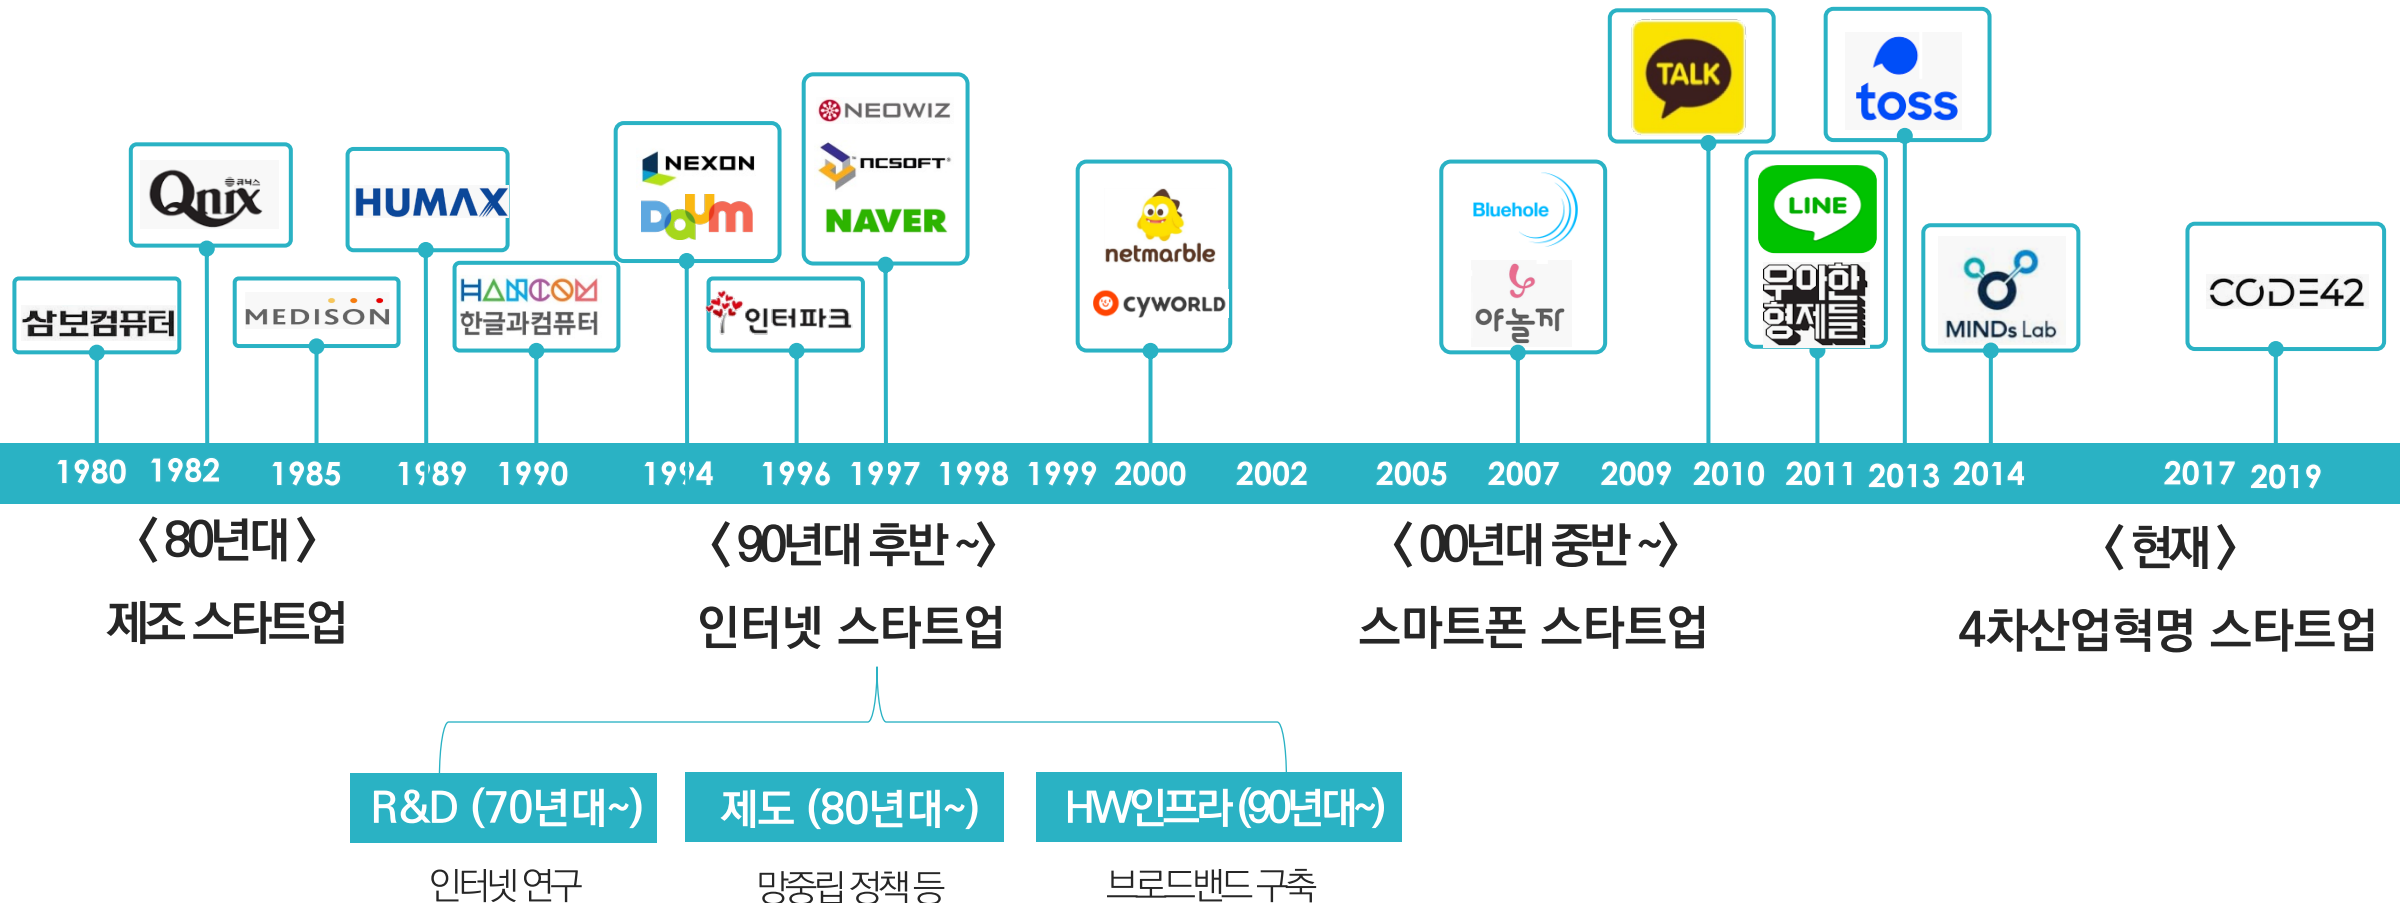 TALK
toss
NEOWIZ
NCSOFT
NAVER
NEXON
Daum
Qnix 큐닉스
HUMAX
LINE
우아한
형제들
Bluehole
야놀자
netmarble
CYWORLD
MINDs Lab
CODE42
삼보컴퓨터
MEDISON
HANCOM
한글과컴퓨터
인터파크
1980 1982 1985 1989 1990 1994 1996 1997 1998 1999 2000 2002 2005 2007 2009 2010 2011 2013 2014 2017 2019
< 80년대 > < 90년대 후반 ~> < 00년대 중반 ~> < 현재 >
제조 스타트업 인터넷 스타트업 스마트폰 스타트업 4차산업혁명 스타트업
R&D (70년대~) 제도 (80년대~) HW인프라 (90년대~)
인터넷 연구 망중립 정책 등 브로드밴드 구축